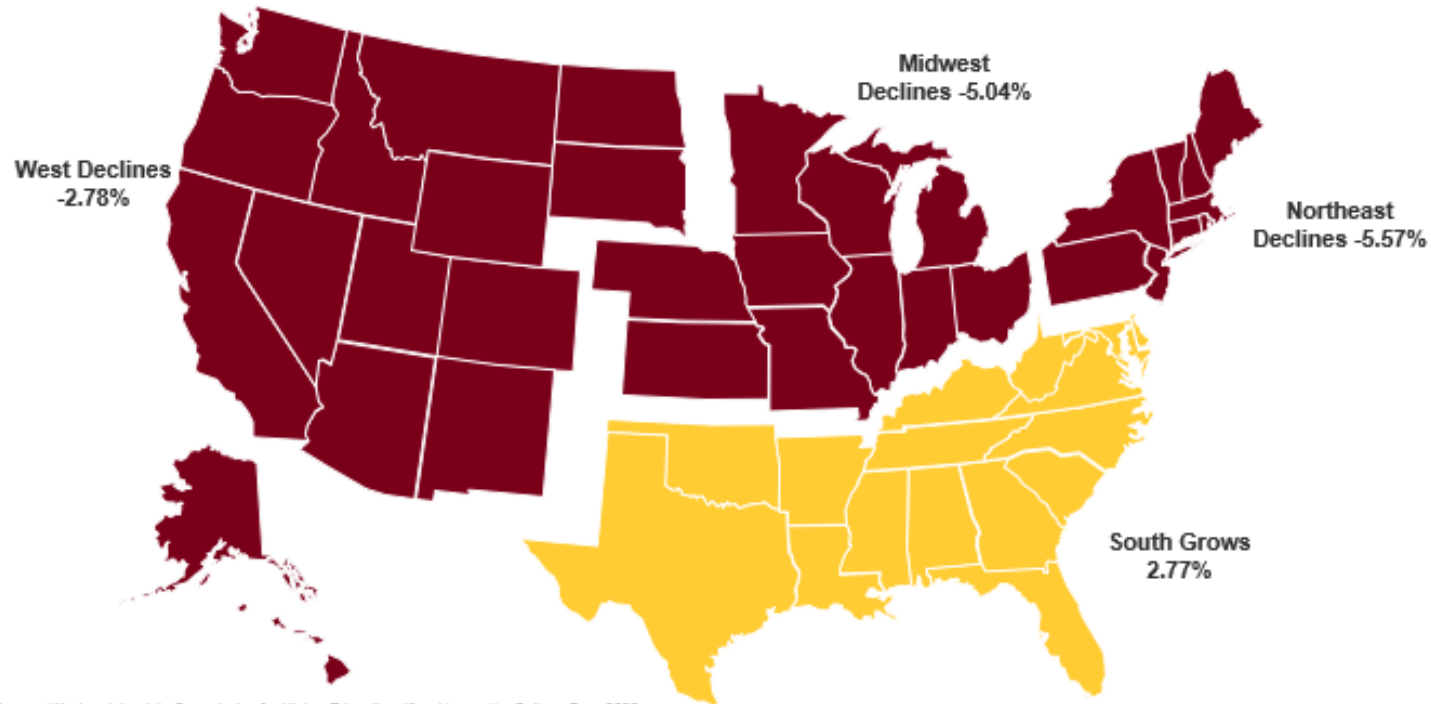 Midwest
Declines -5.04%
West Declines
-2.78%
Northeast
Declines -5.57%
South Grows
2.77%